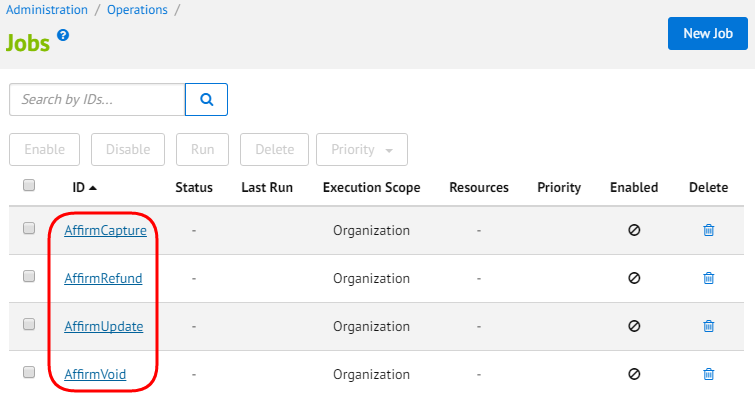 Administration / Operations /
Jobs ?
New Job
Search by IDs...
Enable Disable Run Delete Priority
ID Status Last Run Execution Scope Resources Priority Enabled Delete
AffirmCapture - Organization -
AffirmRefund - Organization -
AffirmUpdate - Organization -
AffirmVoid - Organization -